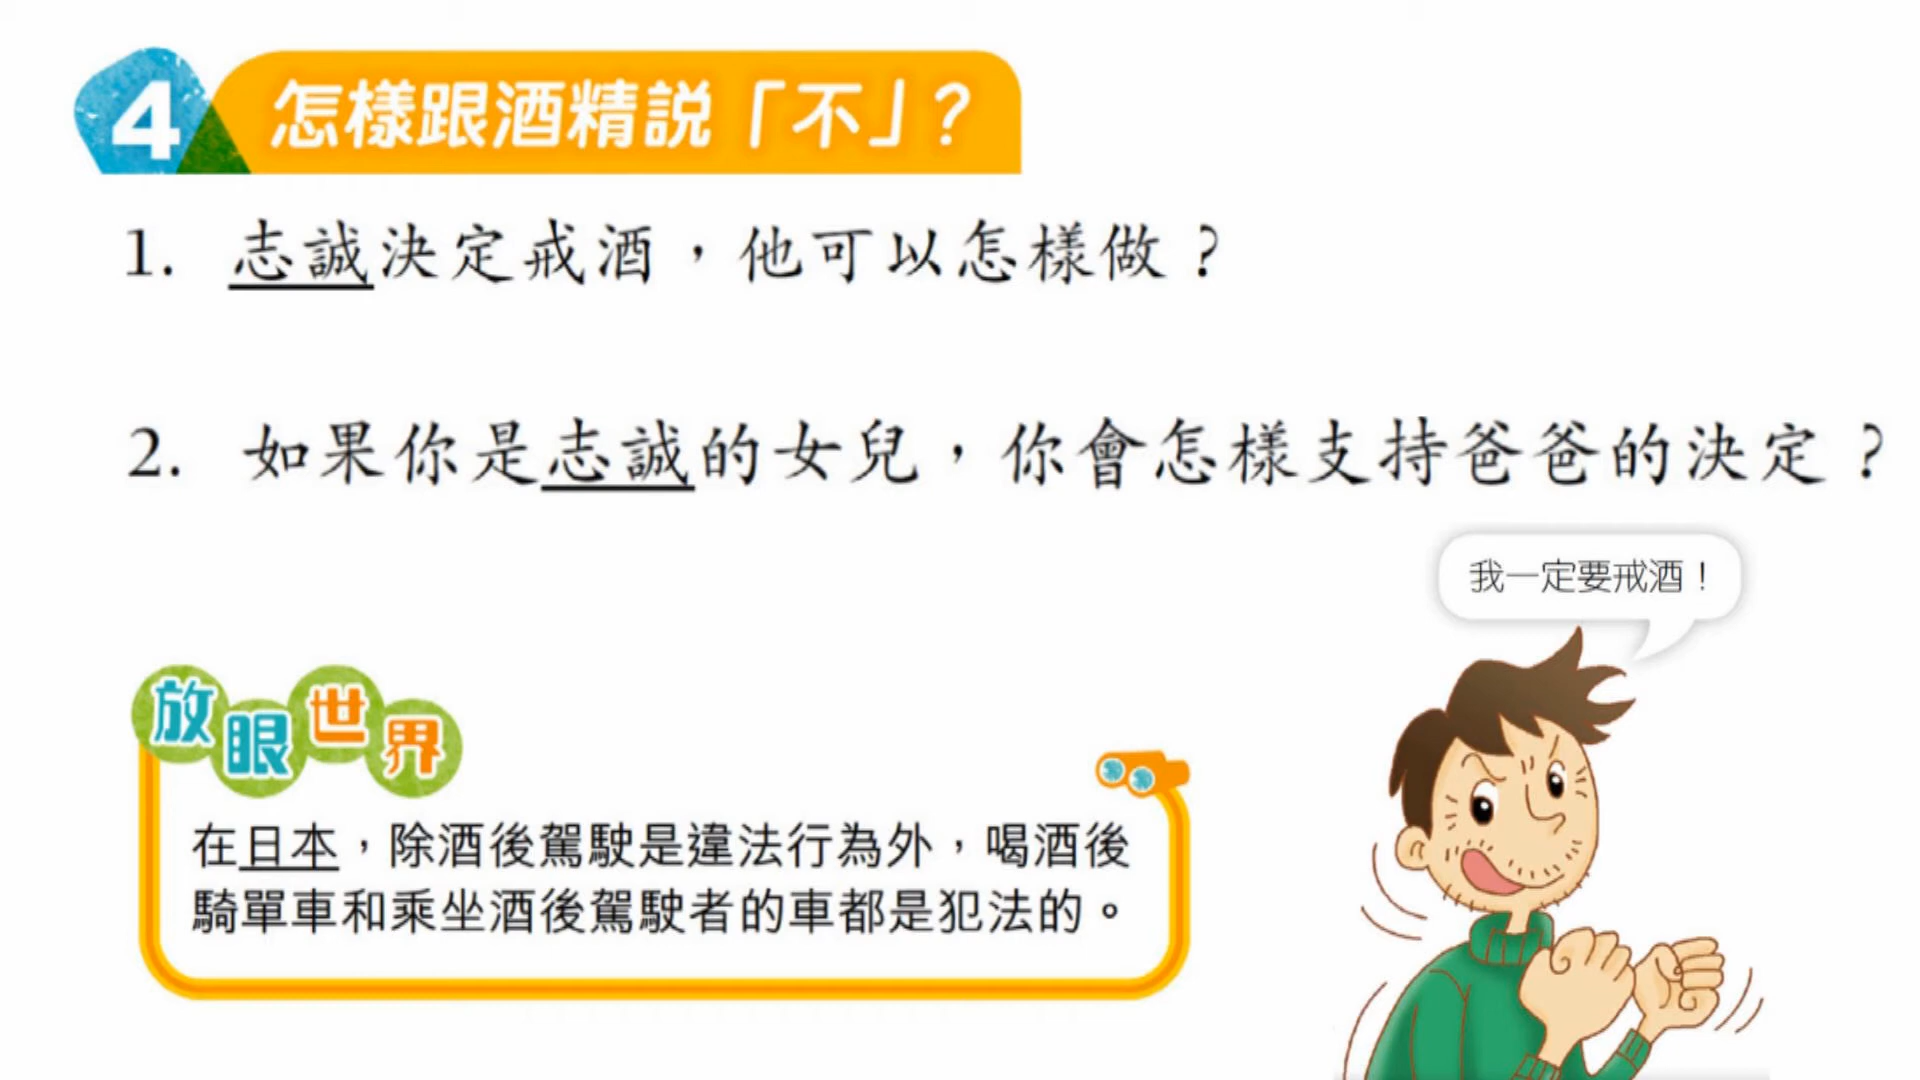 4 怎樣跟酒精説「不」?
1. 志誠決定戒酒，他可以怎樣做？
2. 如果你是志誠的女兒，你會怎樣支持爸爸的決定？
我一定要戒酒！
放眼世界
在日本，除酒後駕駛是違法行為外，喝酒後
騎單車和乘坐酒後駕駛者的車都是犯法的。